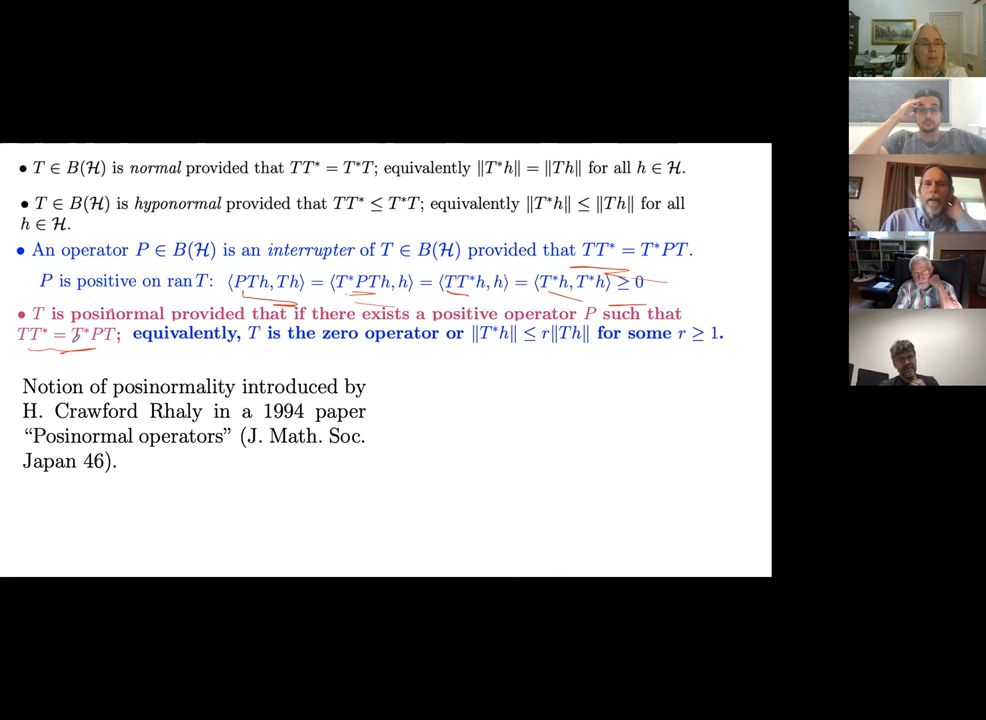 • T ∈ B(ℋ) is normal provided that TT* = T*T; equivalently ‖T*h‖ = ‖Th‖ for all h ∈ ℋ.
• T ∈ B(ℋ) is hyponormal provided that TT* ≤ T*T; equivalently ‖T*h‖ ≤ ‖Th‖ for all
h ∈ ℋ.
• An operator P ∈ B(ℋ) is an interrupter of T ∈ B(ℋ) provided that TT* = T*PT.
P is positive on ran T: ⟨PTh, Th⟩ = ⟨T*PTh, h⟩ = ⟨TT*h, h⟩ = ⟨T*h, T*h⟩ ≥ 0
• T is posinormal provided that if there exists a positive operator P such that
TT* = T*PT; equivalently, T is the zero operator or ‖T*h‖ ≤ r‖Th‖ for some r ≥ 1.
Notion of posinormality introduced by
H. Crawford Rhaly in a 1994 paper
“Posinormal operators” (J. Math. Soc.
Japan 46).